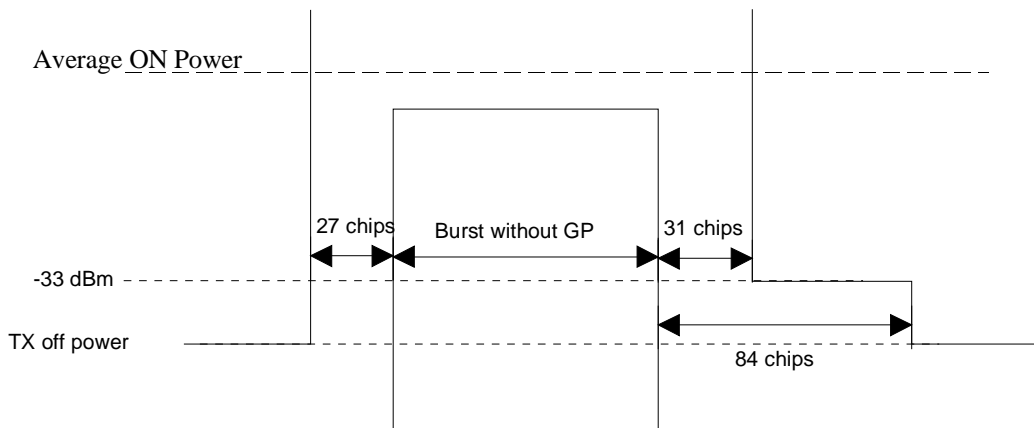 Average ON Power
27 chips
Burst without GP
31 chips
-33 dBm
TX off power
84 chips